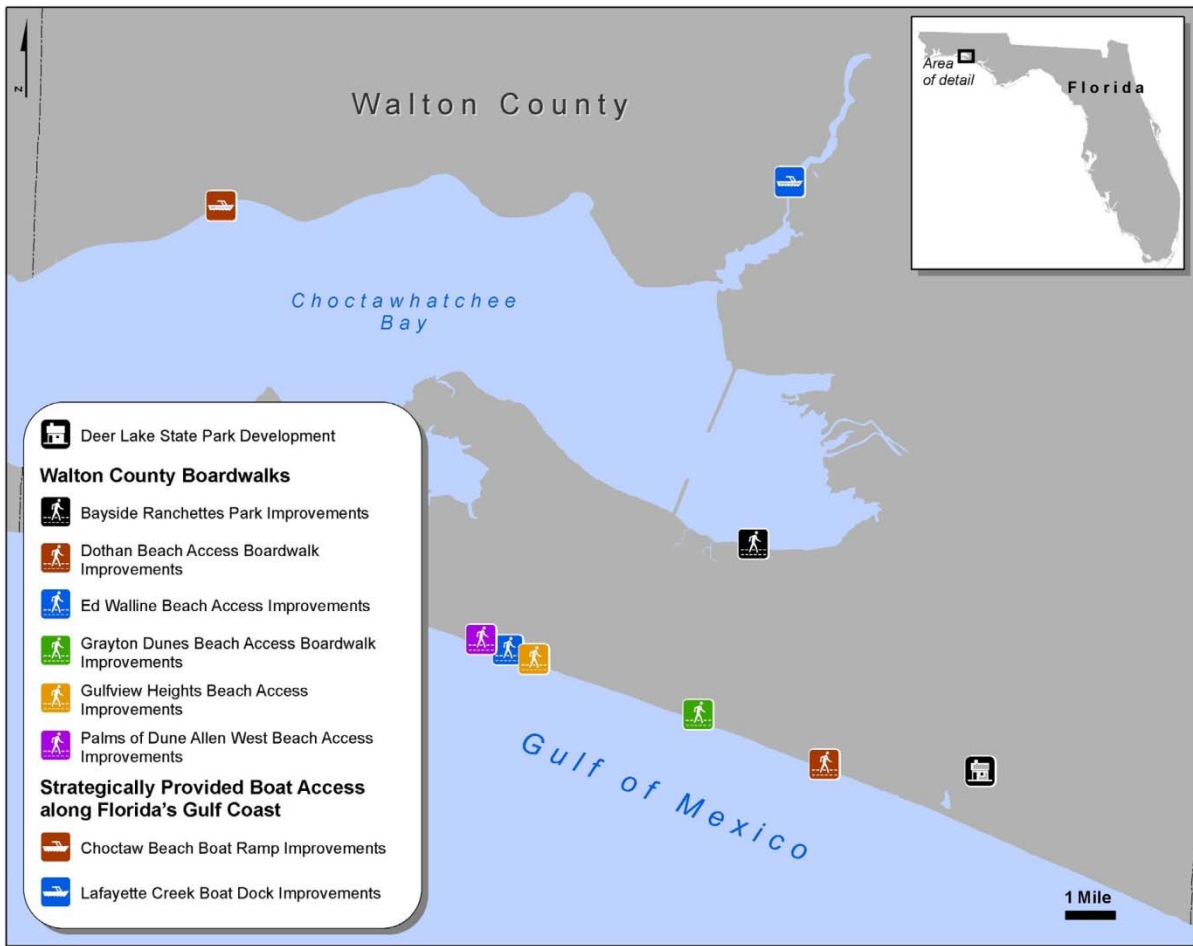 Z
Walton County
Area
of detail
Florida
Choctawhatchee
Bay
Deer Lake State Park Development
Walton County Boardwalks
Bayside Ranchettes Park Improvements
Dothan Beach Access Boardwalk
Improvements
Ed Walline Beach Access Improvements
Grayton Dunes Beach Access Boardwalk
Improvements
Gulfview Heights Beach Access
Improvements
Palms of Dune Allen West Beach Access
Improvements
Strategically Provided Boat Access
along Florida's Gulf Coast
Choctaw Beach Boat Ramp Improvements
Lafayette Creek Boat Dock Improvements
Gulf of Mexico
1 Mile